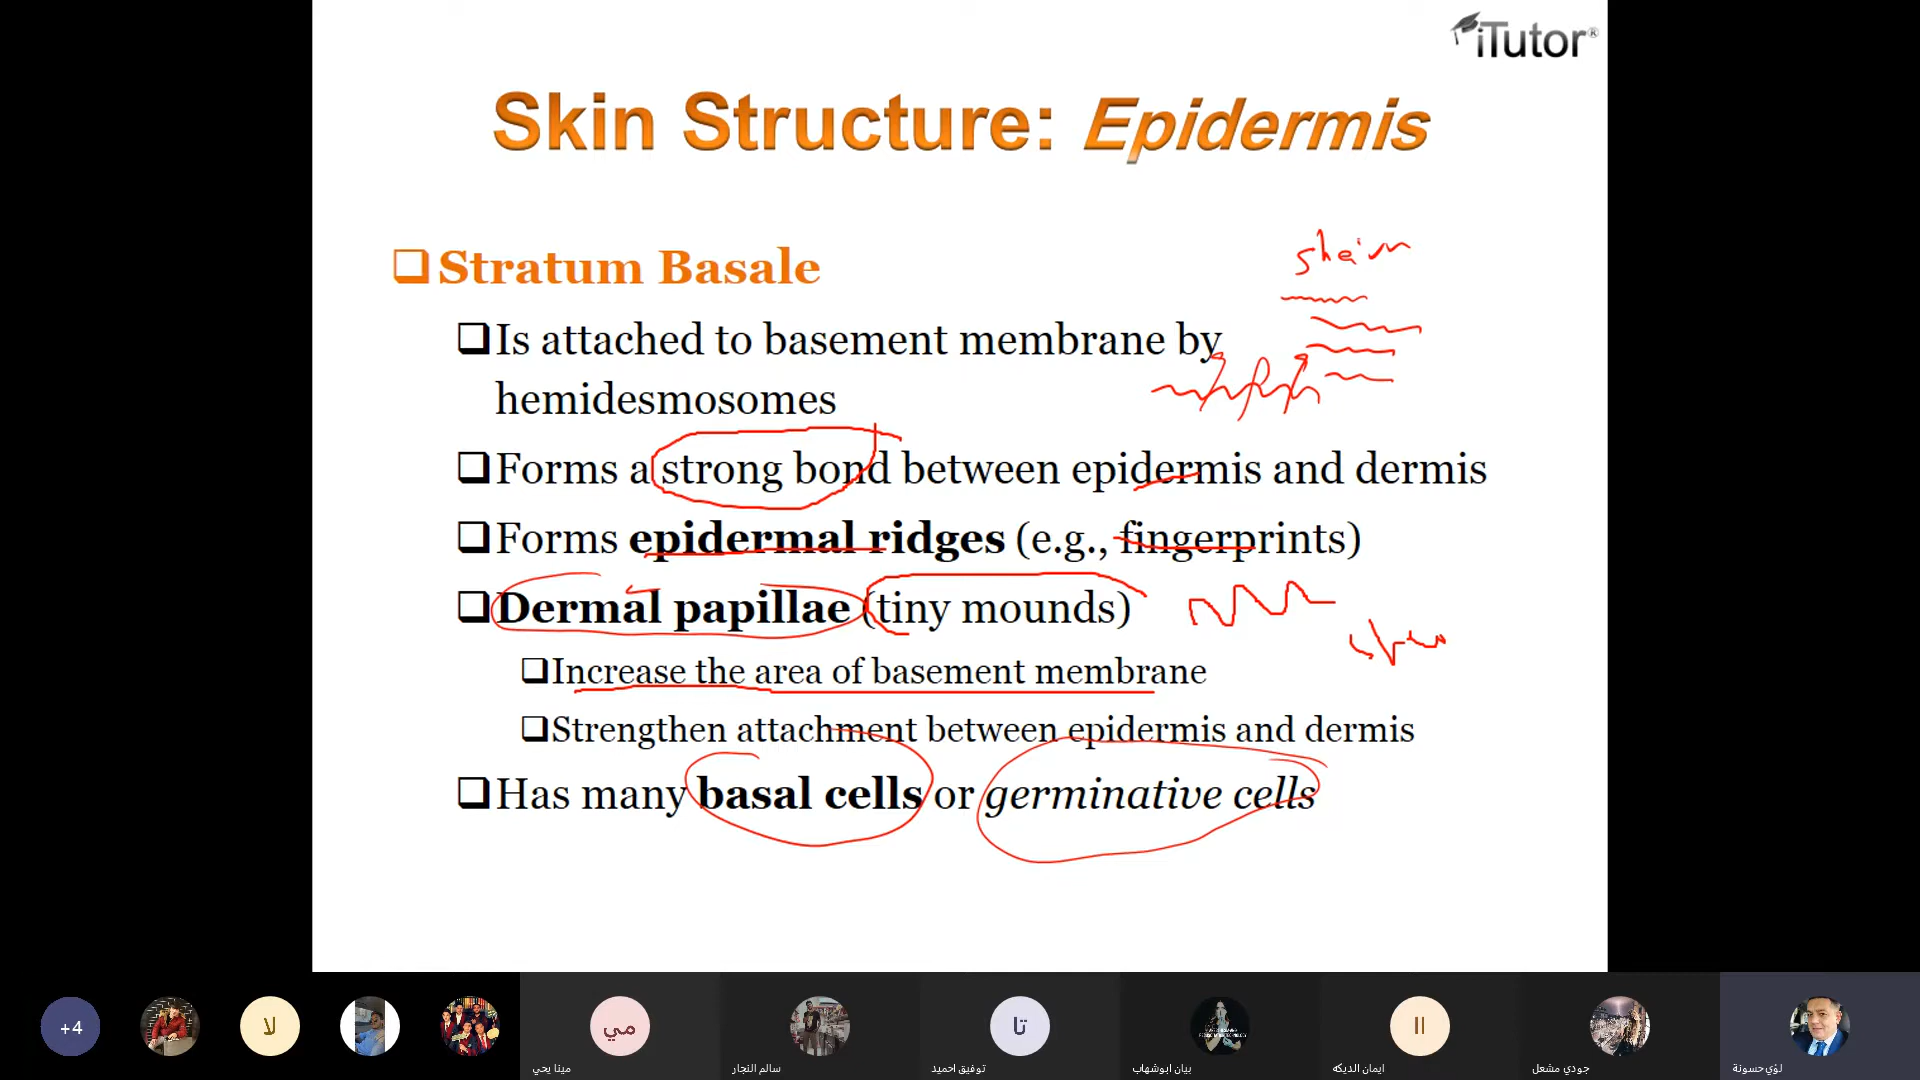 iTutor®
Skin Structure: Epidermis
Stratum Basale
Is attached to basement membrane by
hemidesmosomes
Forms a strong bond between epidermis and dermis
Forms epidermal ridges (e.g., fingerprints)
Dermal papillae (tiny mounds)
Increase the area of basement membrane
Strengthen attachment between epidermis and dermis
Has many basal cells or germinative cells
+4
لا
مي
تا
اا
مينا يحي
سالم النجار
توفيق احميد
بيان ابوشهاب
ايمان الديكه
جودي مشعل
لؤي حسونة